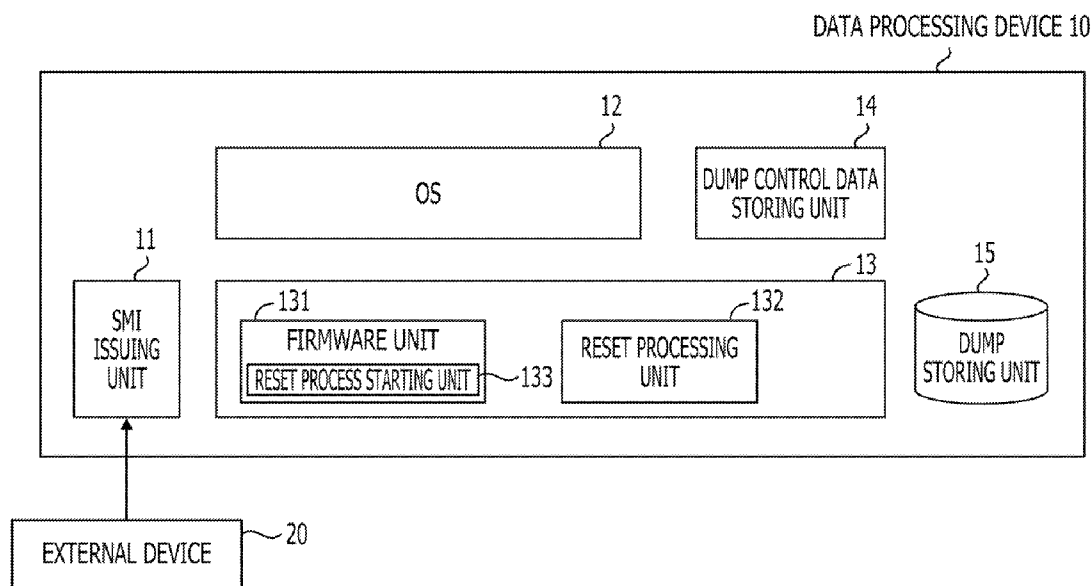 DATA PROCESSING DEVICE 10
12
14
OS
DUMP CONTROL DATA
STORING UNIT
11
13
15
SMI
ISSUING
UNIT
131
FIRMWARE UNIT
RESET PROCESS STARTING UNIT
133
132
RESET PROCESSING
UNIT
DUMP
STORING UNIT
EXTERNAL DEVICE
20